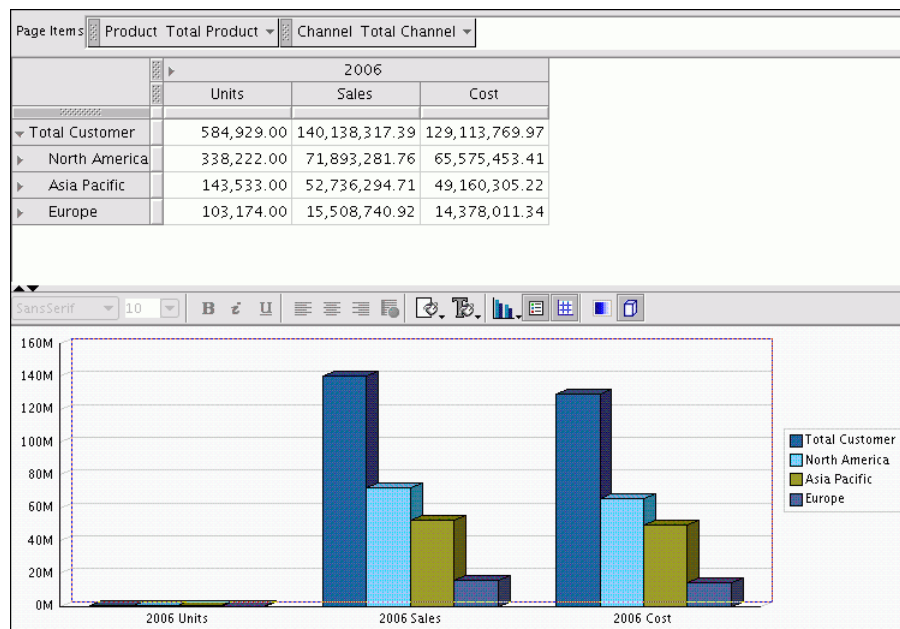 Page Items Product Total Product Channel Total Channel
2006
Units Sales Cost
Total Customer 584,929.00 140,138,317.39 129,113,769.97
North America 338,222.00 71,893,281.76 65,575,453.41
Asia Pacific 143,533.00 52,736,294.71 49,160,305.22
Europe 103,174.00 15,508,740.92 14,378,011.34
SansSerif 10 B i U
160M
140M
120M
100M
80M
60M
40M
20M
0M
2006 Units 2006 Sales 2006 Cost
Total Customer
North America
Asia Pacific
Europe